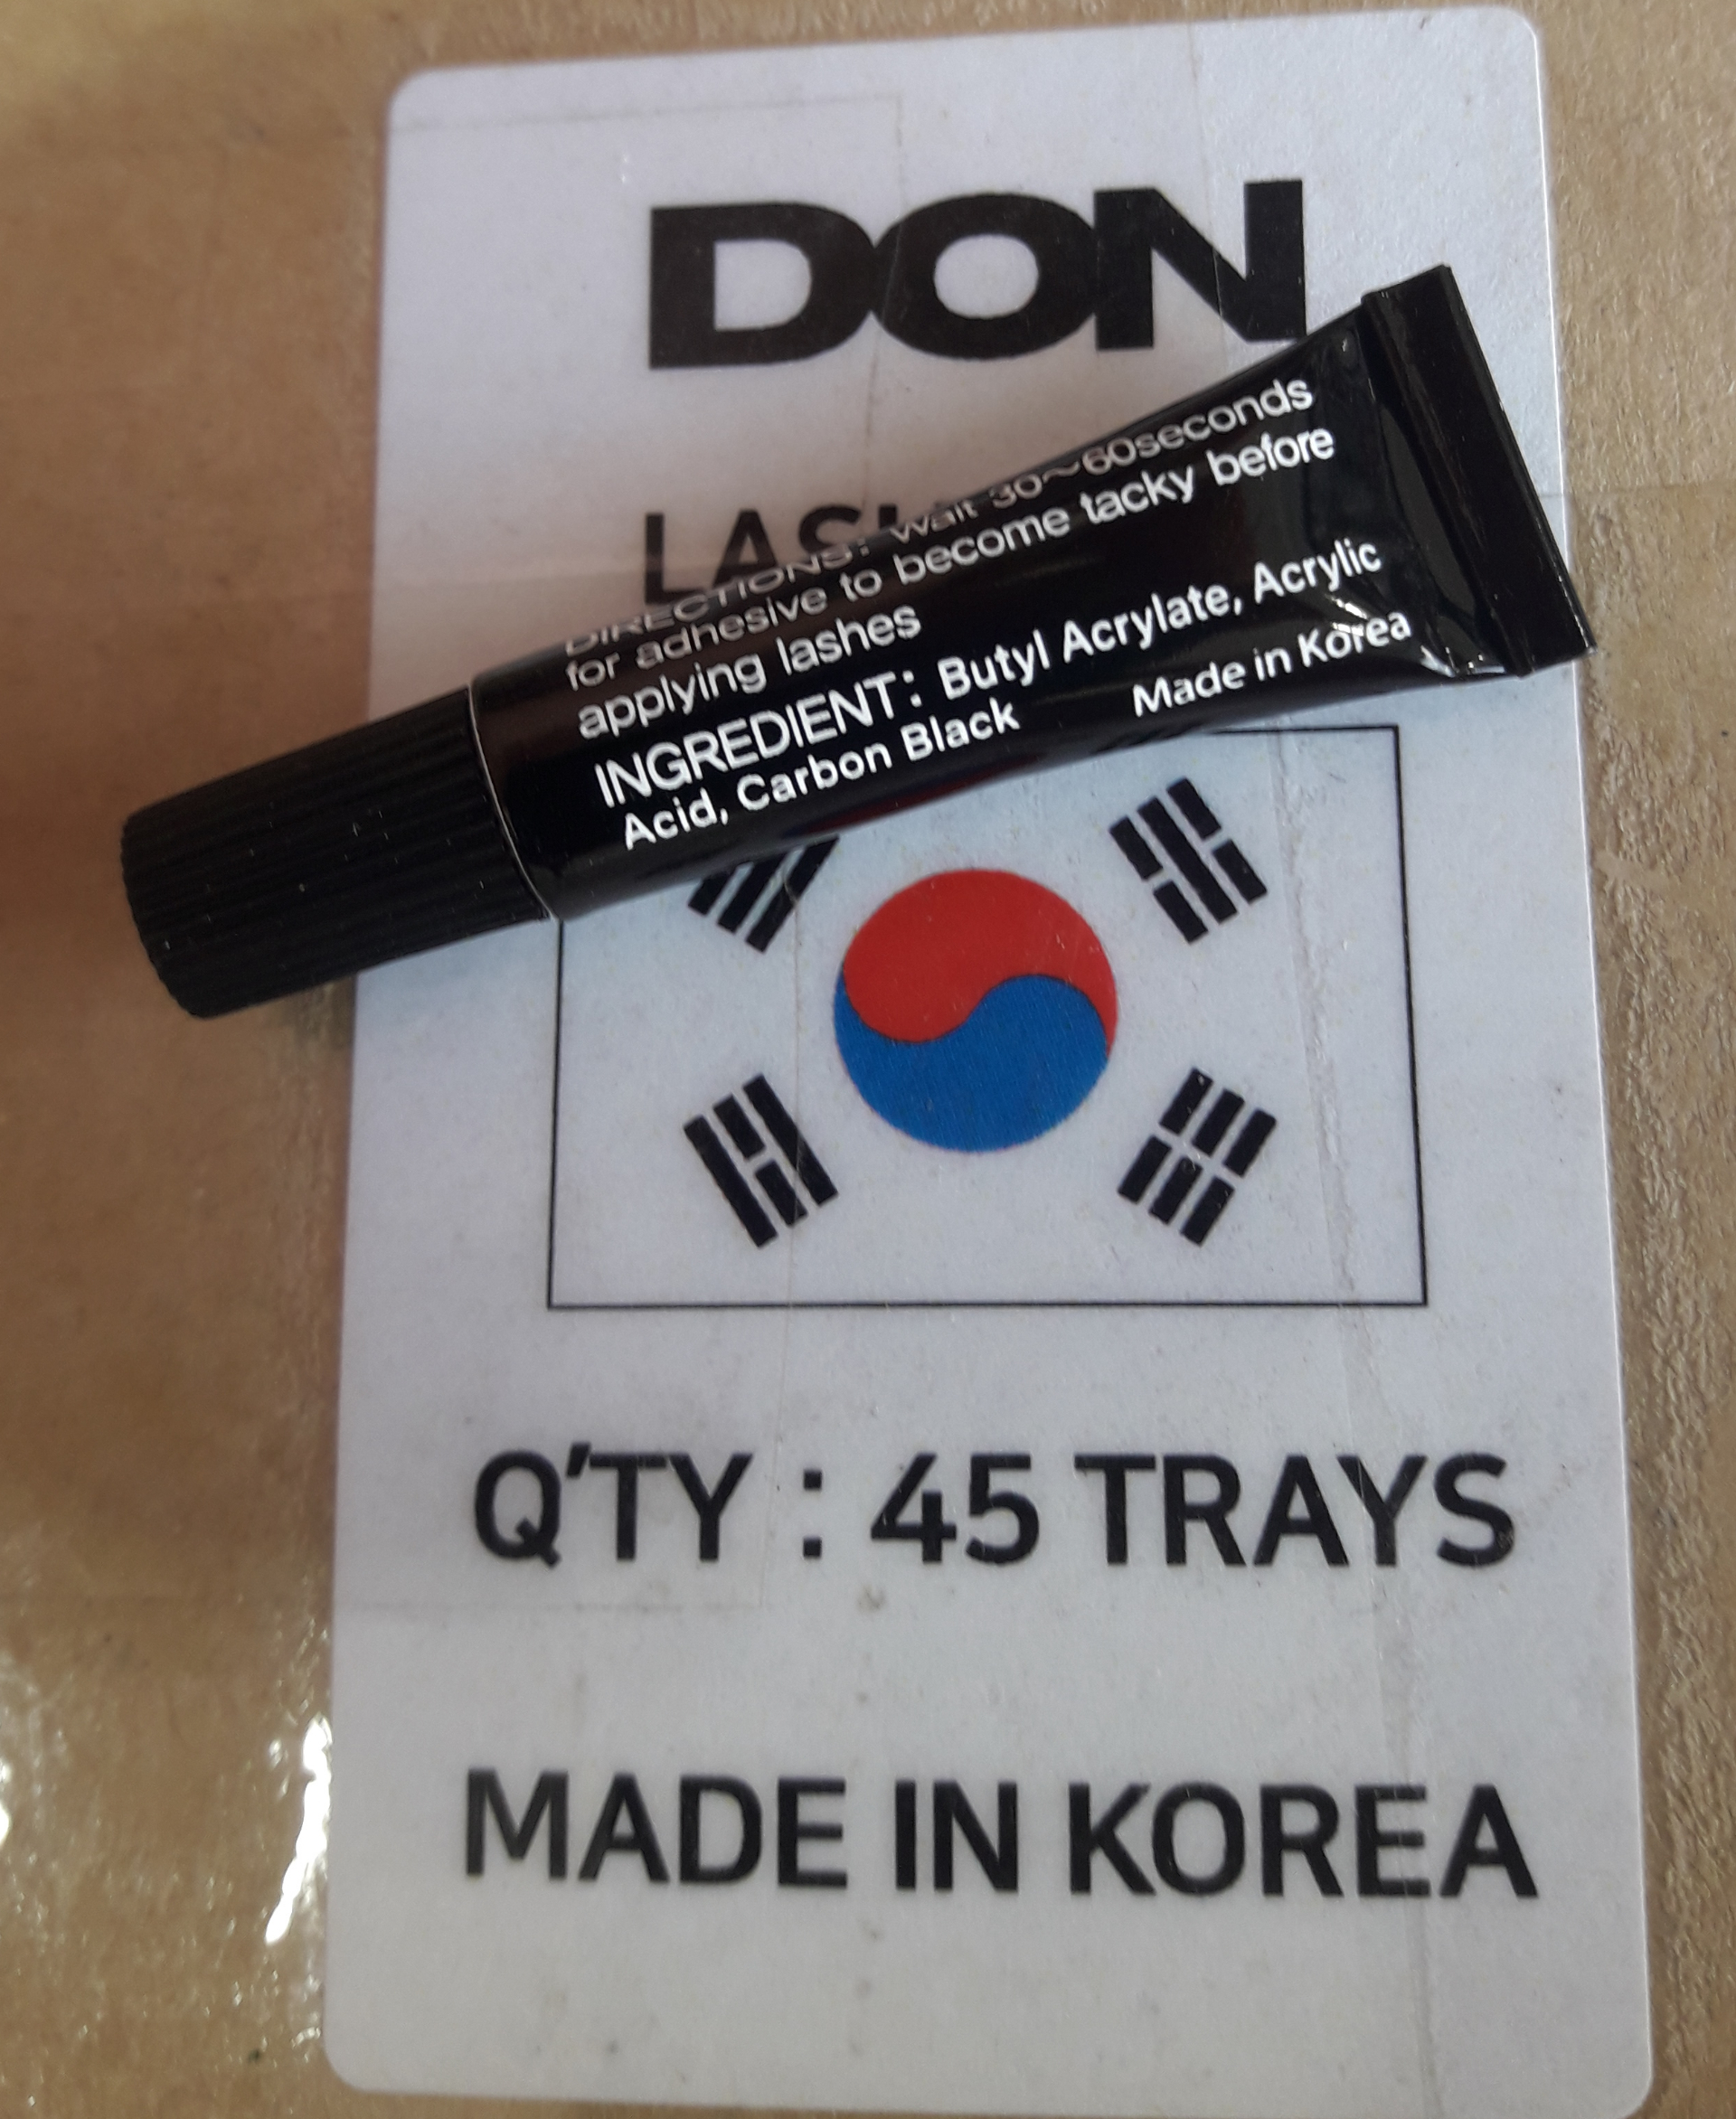 DON
LASH
DIRECTIONS: Wait 30~60seconds
for adhesive to become tacky before
applying lashes
INGREDIENT: Butyl Acrylate, Acrylic
Acid, Carbon Black
Made in Korea
Q'TY : 45 TRAYS
MADE IN KOREA